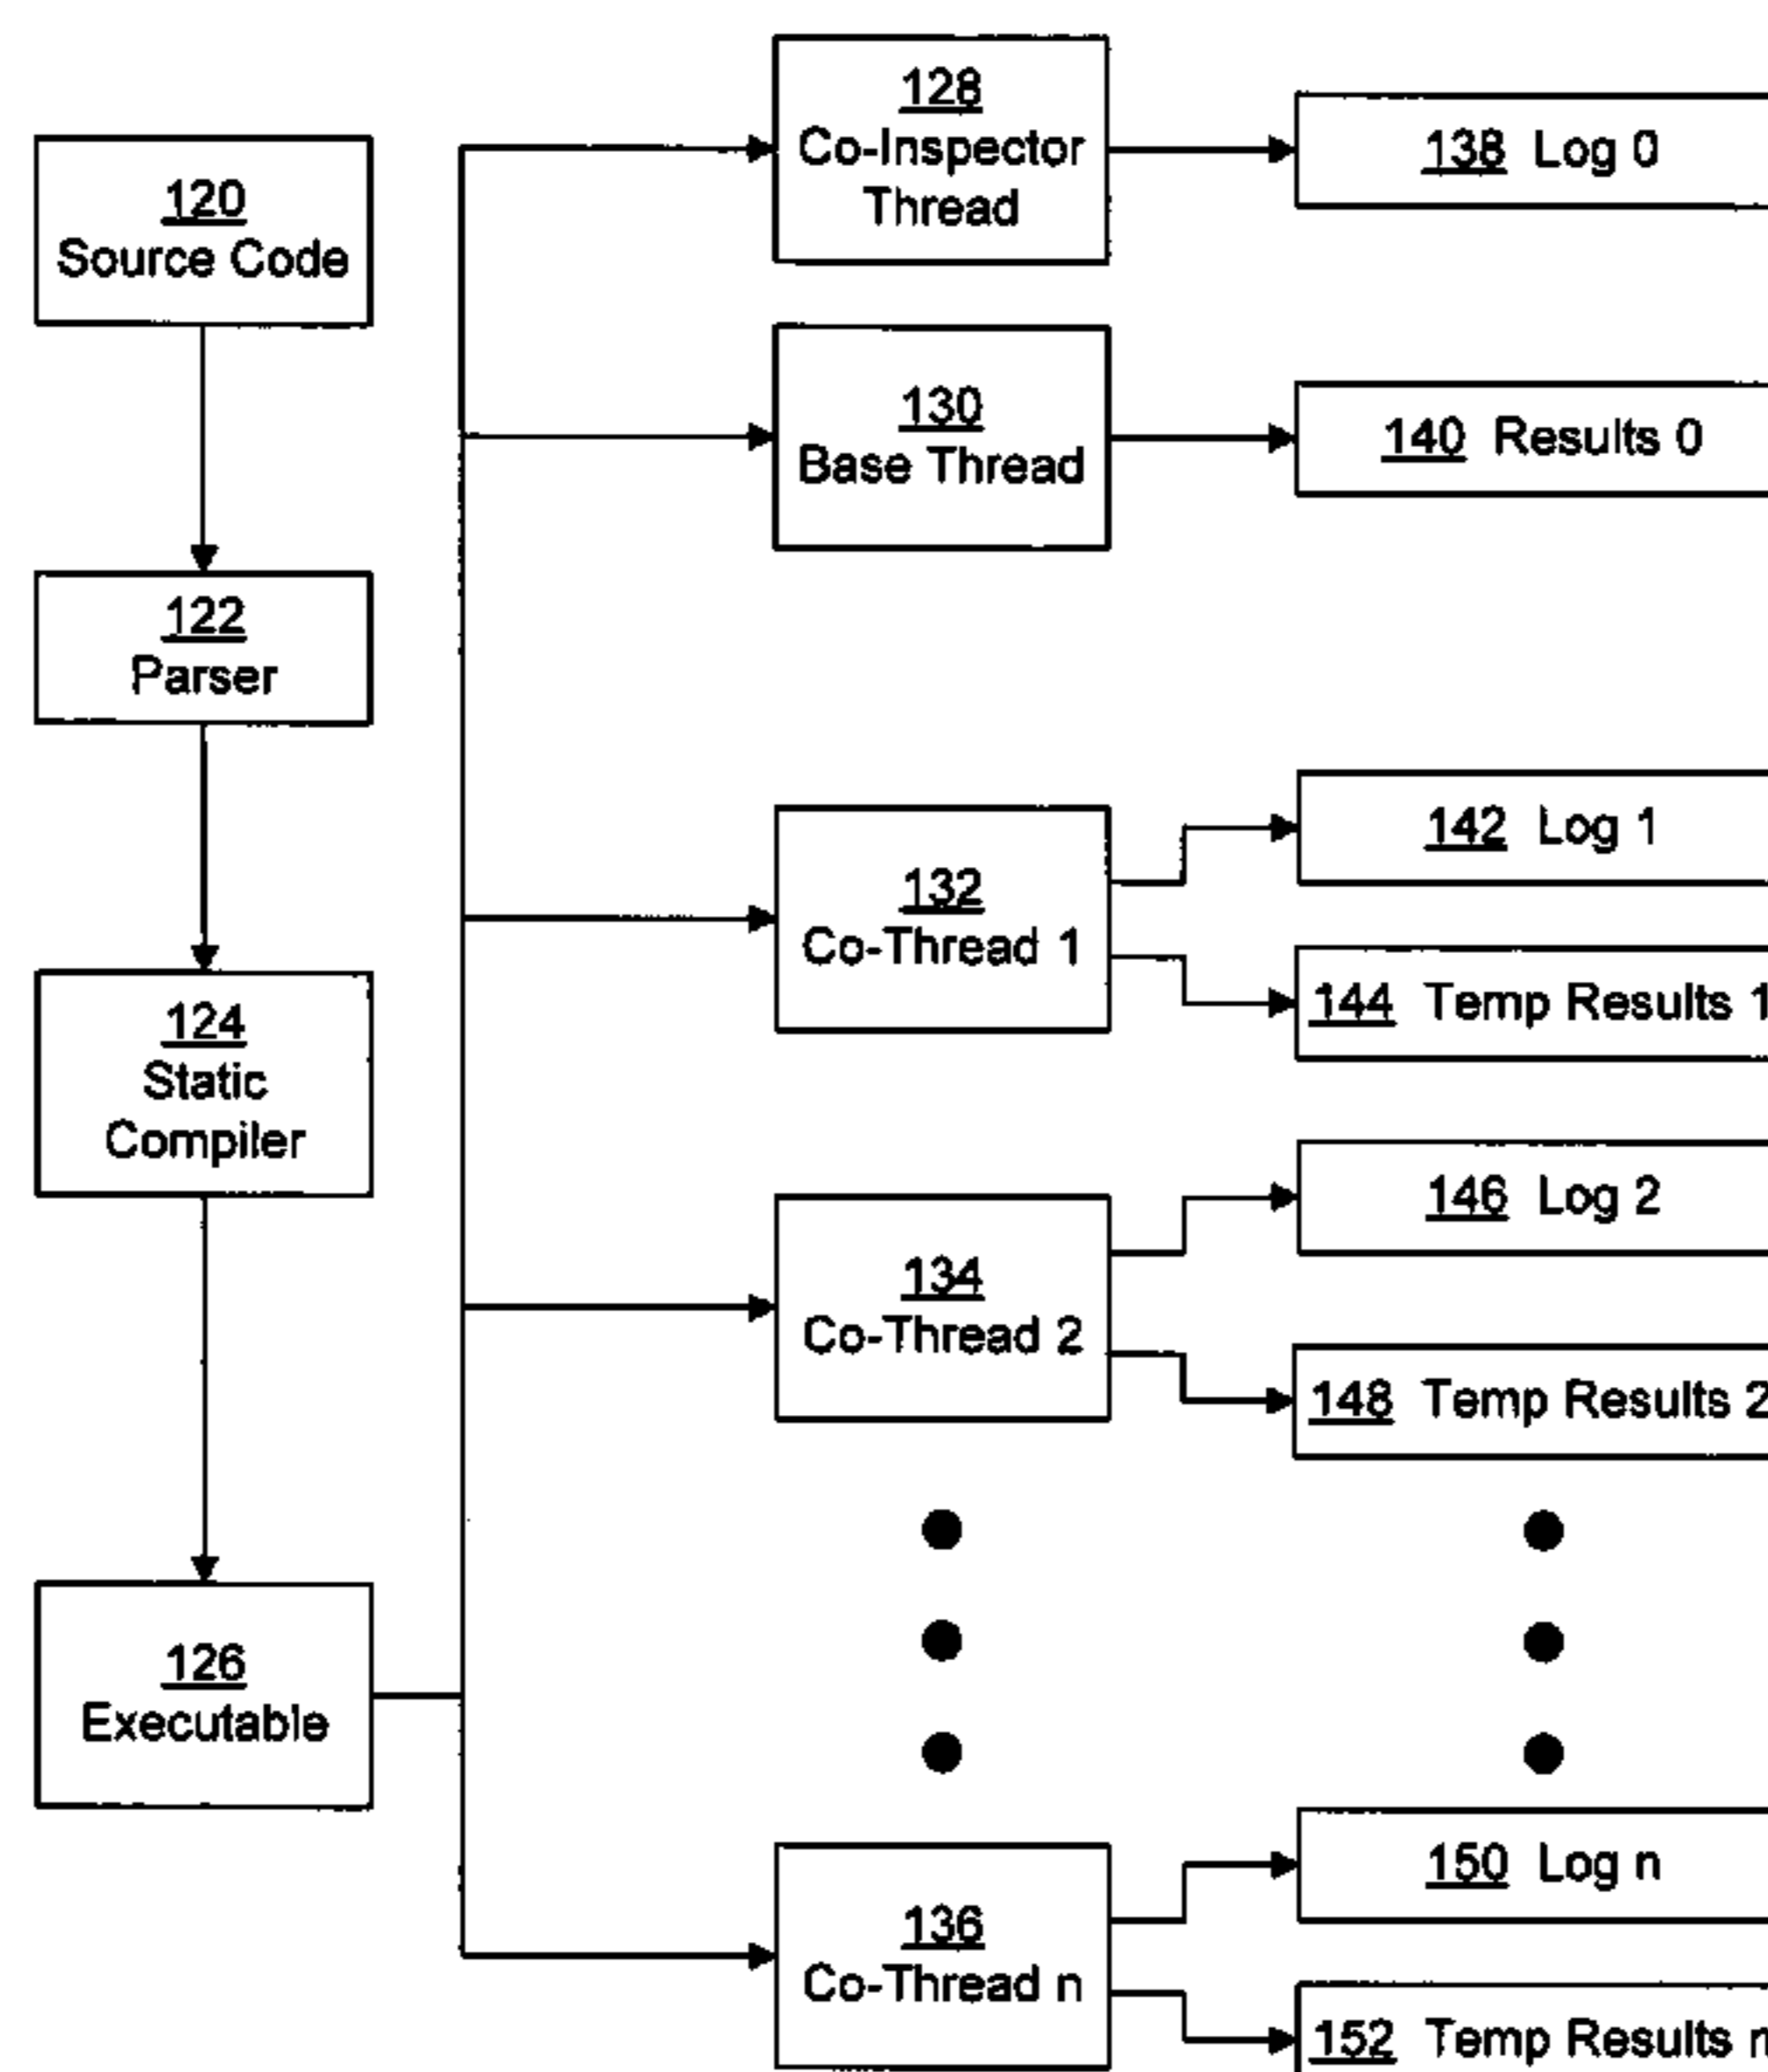 120
Source Code
122
Parser
124
Static
Compiler
126
Executable
128
Co-Inspector
Thread
130
Base Thread
132
Co-Thread 1
134
Co-Thread 2
136
Co-Thread n
138 Log 0
140 Results 0
142 Log 1
144 Temp Results 1
146 Log 2
148 Temp Results 2
150 Log n
152 Temp Results n